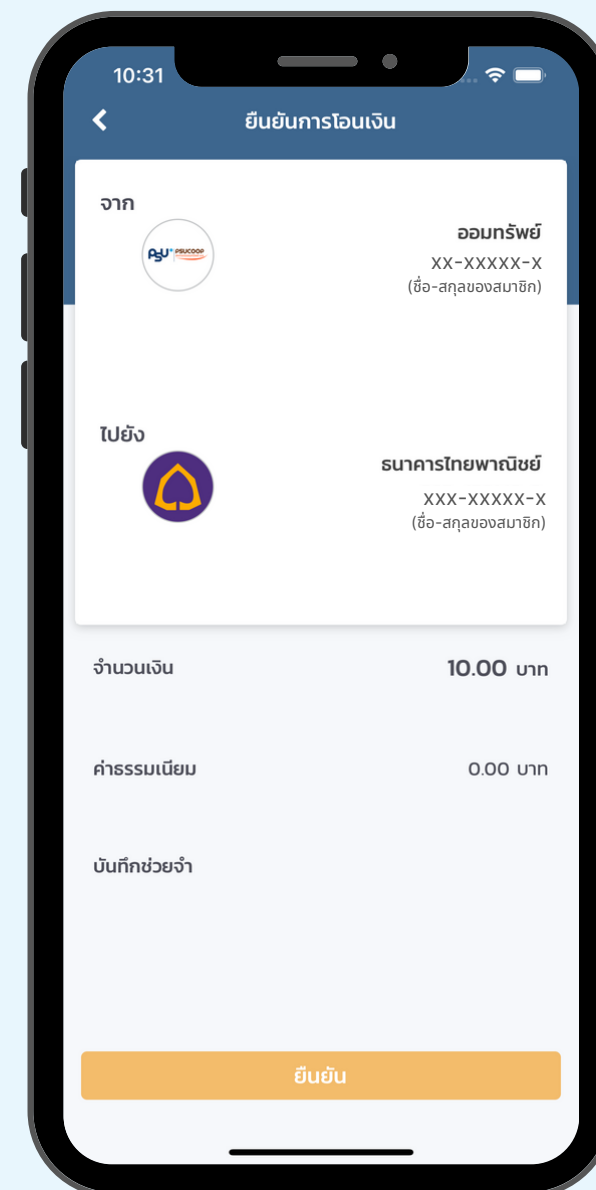 10:31
ยืนยันการโอนเงิน
จาก
PSU PSUCOOP
ออมทรัพย์
XX-XXXXX-X
(ชื่อ-สกุลของสมาชิก)
ไปยัง
ธนาคารไทยพาณิชย์
XXX-XXXXX-X
(ชื่อ-สกุลของสมาชิก)
จำนวนเงิน 10.00 บาท
ค่าธรรมเนียม 0.00 บาท
บันทึกช่วยจำ
ยืนยัน